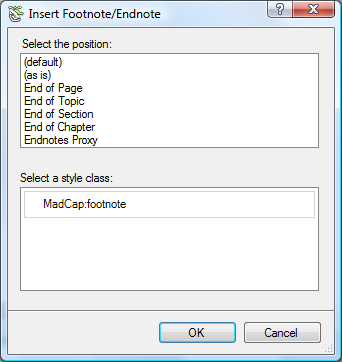 Insert Footnote/Endnote
?
Select the position:
(default)
(as is)
End of Page
End of Topic
End of Section
End of Chapter
Endnotes Proxy
Select a style class:
MadCap:footnote
OK Cancel